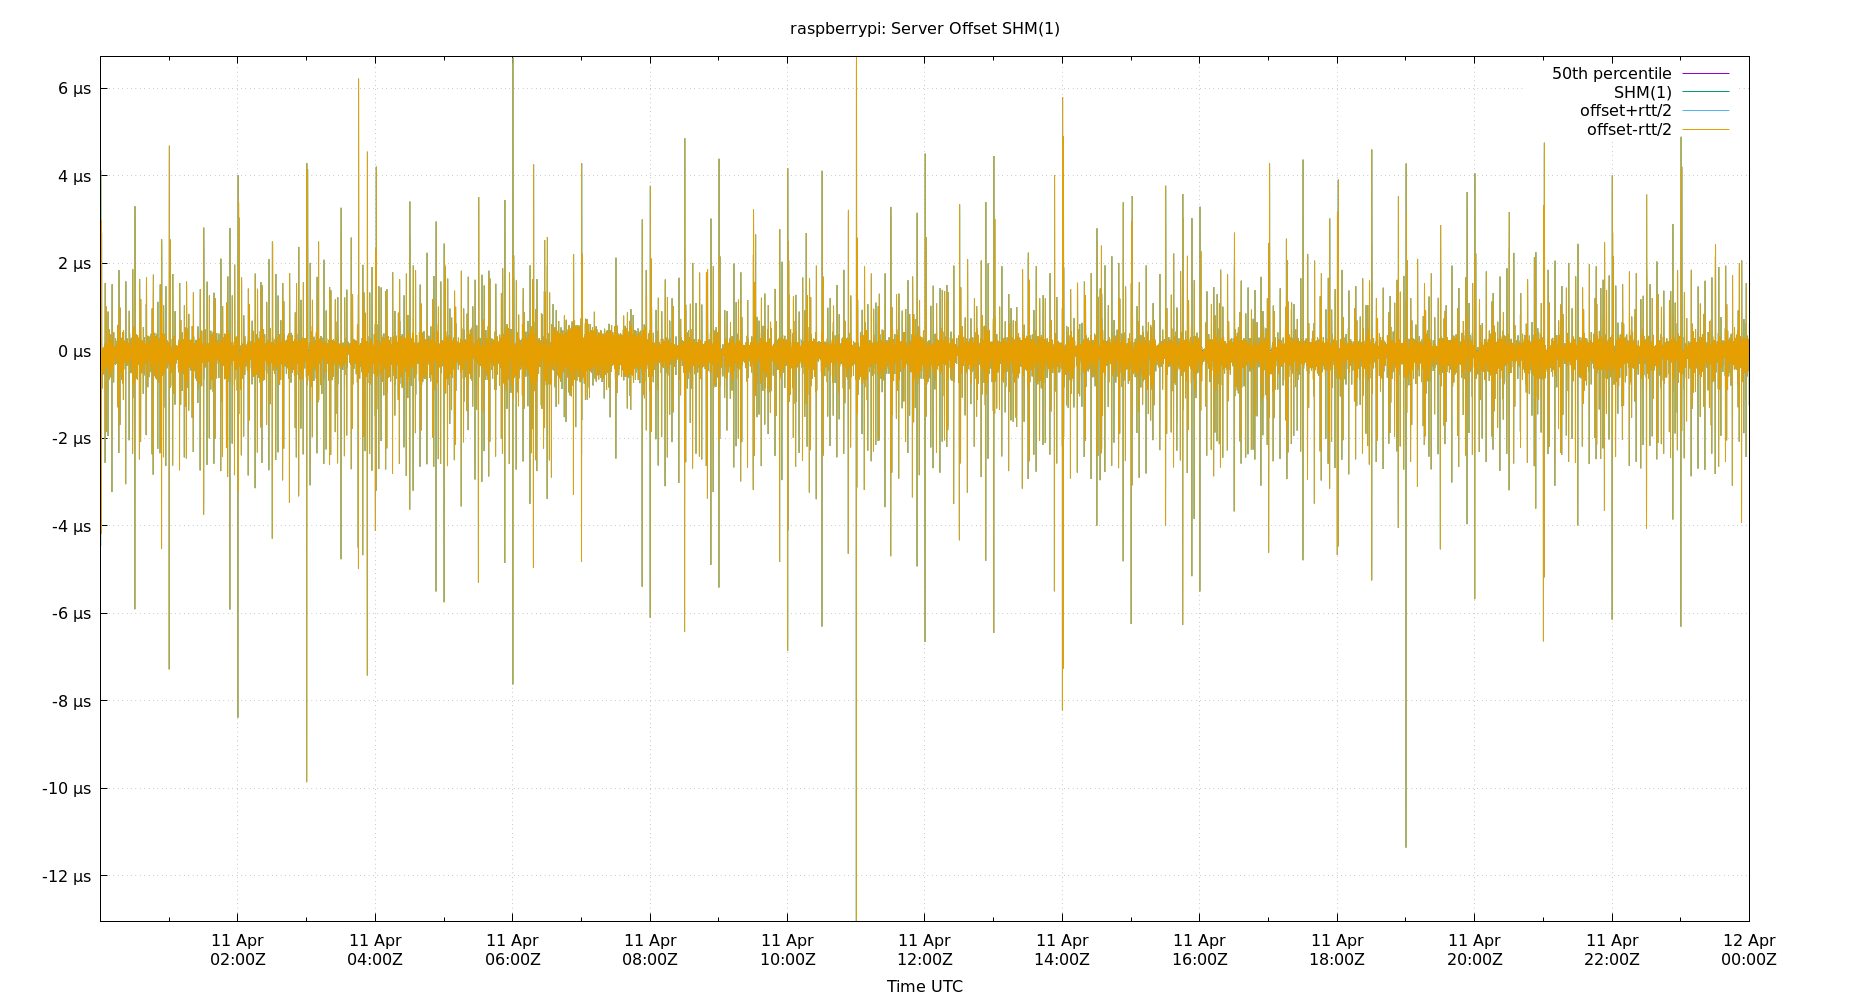 raspberrypi: Server Offset SHM(1)
50th percentile
SHM(1)
offset+rtt/2
offset-rtt/2
6 µs
4 µs
2 µs
0 µs
-2 µs
-4 µs
-6 µs
-8 µs
-10 µs
-12 µs
11 Apr 11 Apr 11 Apr 11 Apr 11 Apr 11 Apr 11 Apr 11 Apr 11 Apr 11 Apr 11 Apr 12 Apr
02:00Z 04:00Z 06:00Z 08:00Z 10:00Z 12:00Z 14:00Z 16:00Z 18:00Z 20:00Z 22:00Z 00:00Z
Time UTC